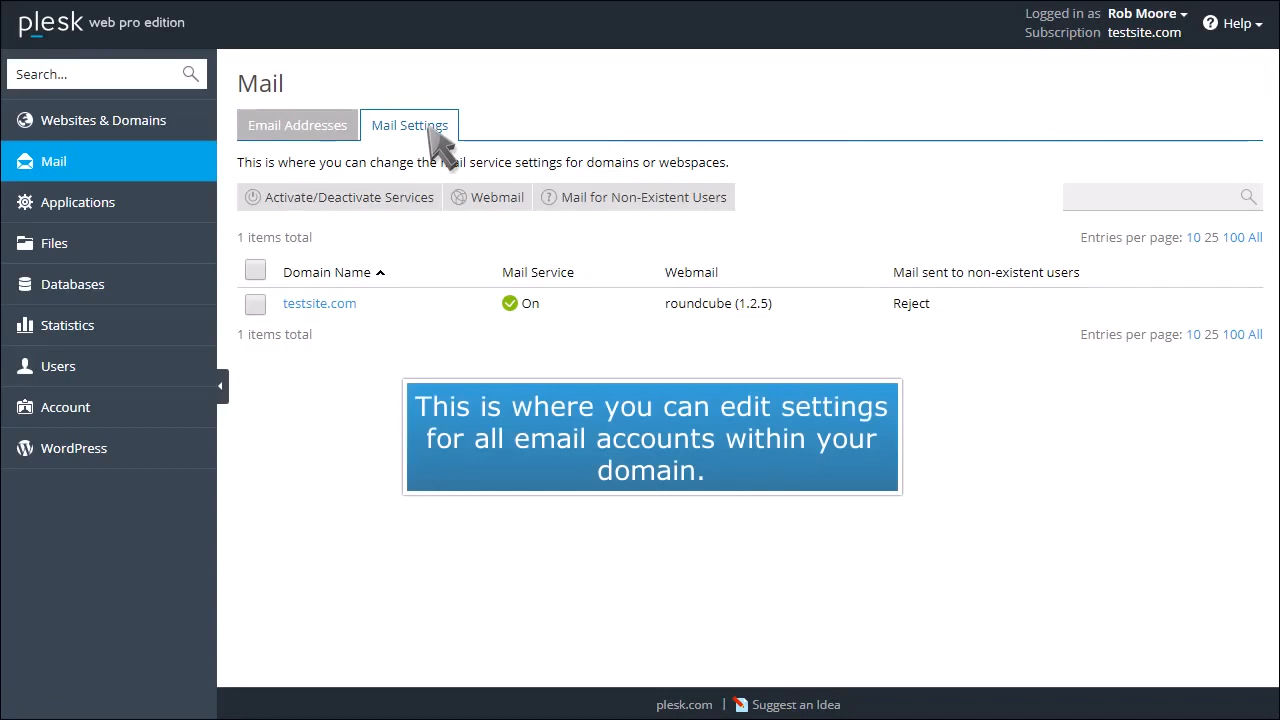 plesk web pro edition
Logged in as Rob Moore
Subscription testsite.com
Help
Search...
Websites & Domains
Mail
Applications
Files
Databases
Statistics
Users
Account
WordPress
Mail
Email Addresses
Mail Settings
This is where you can change the mail service settings for domains or webspaces.
Activate/Deactivate Services
Webmail
Mail for Non-Existent Users
1 items total
Entries per page: 10 25 100 All
Domain Name
Mail Service
Webmail
Mail sent to non-existent users
testsite.com
On
roundcube (1.2.5)
Reject
1 items total
Entries per page: 10 25 100 All
This is where you can edit settings
for all email accounts within your
domain.
plesk.com | Suggest an Idea